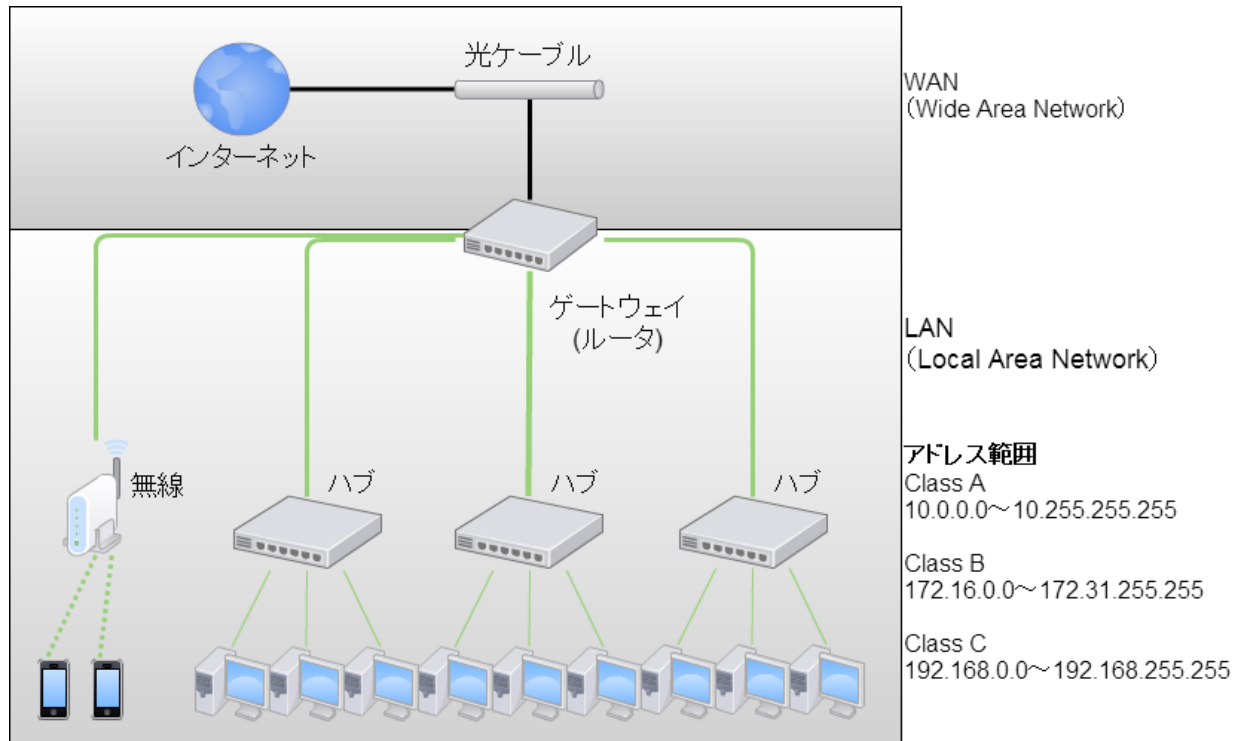 光ケーブル
インターネット
WAN
（Wide Area Network）
ゲートウェイ
(ルータ)
LAN
（Local Area Network）
無線
ハブ
ハブ
ハブ
アドレス範囲
Class A
10.0.0.0～10.255.255.255
Class B
172.16.0.0～172.31.255.255
Class C
192.168.0.0～192.168.255.255